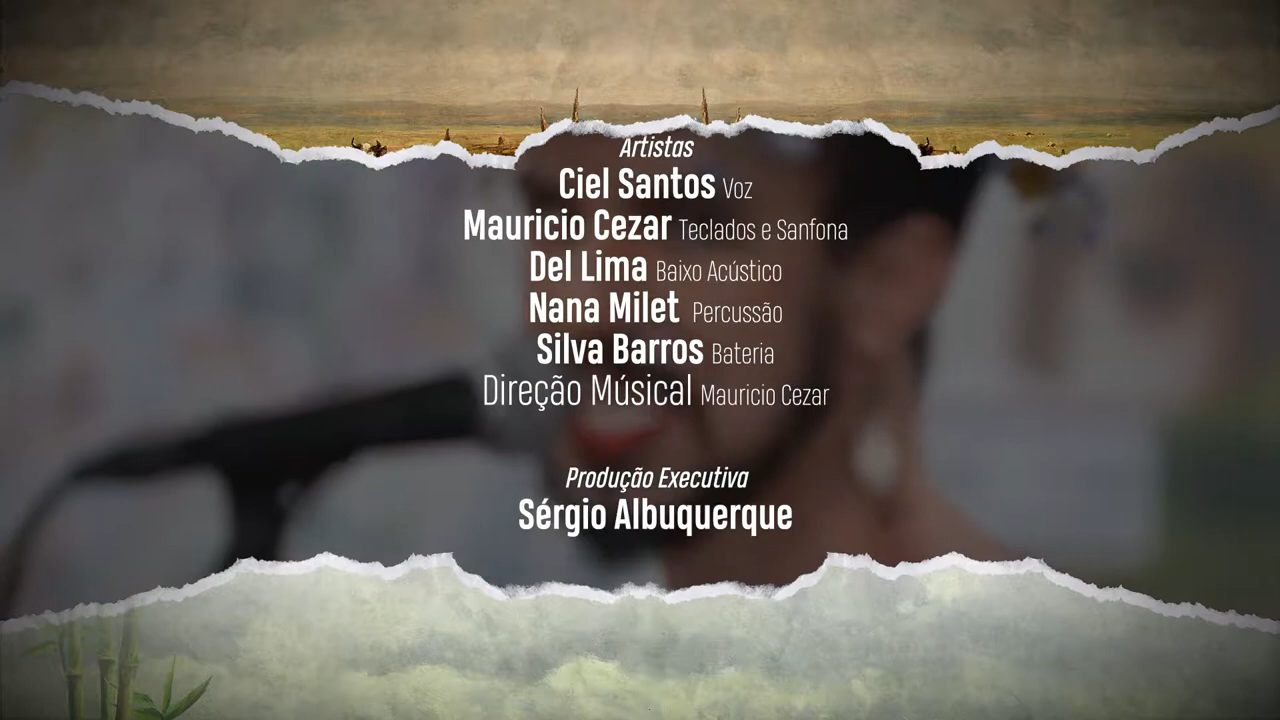 Artistas
Ciel Santos Voz
Mauricio Cezar Teclados e Sanfona
Del Lima Baixo Acústico
Nana Milet Percussão
Silva Barros Bateria
Direção Músical Mauricio Cezar
Produção Executiva
Sérgio Albuquerque